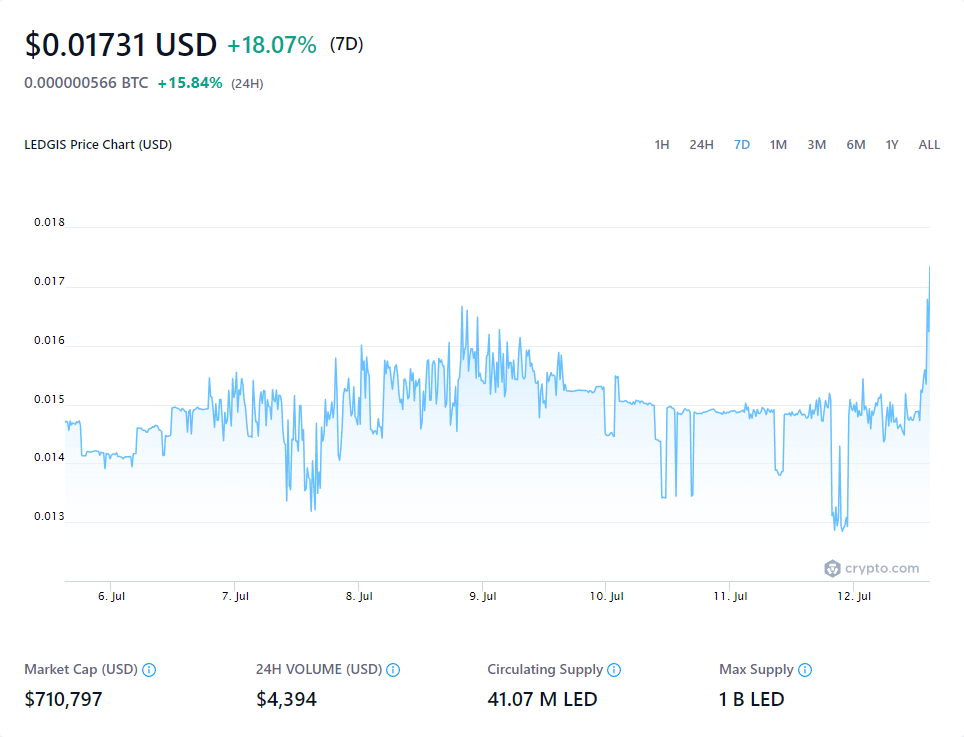 $0.01731 USD +18.07% (7D)
0.000000566 BTC +15.84% (24H)
LEDGIS Price Chart (USD) 1H 24H 7D 1M 3M 6M 1Y ALL
0.018
0.017
0.016
0.015
0.014
0.013
crypto.com
6. Jul 7. Jul 8. Jul 9. Jul 10. Jul 11. Jul 12. Jul
Market Cap (USD) 24H VOLUME (USD) Circulating Supply Max Supply
$710,797 $4,394 41.07 M LED 1 B LED